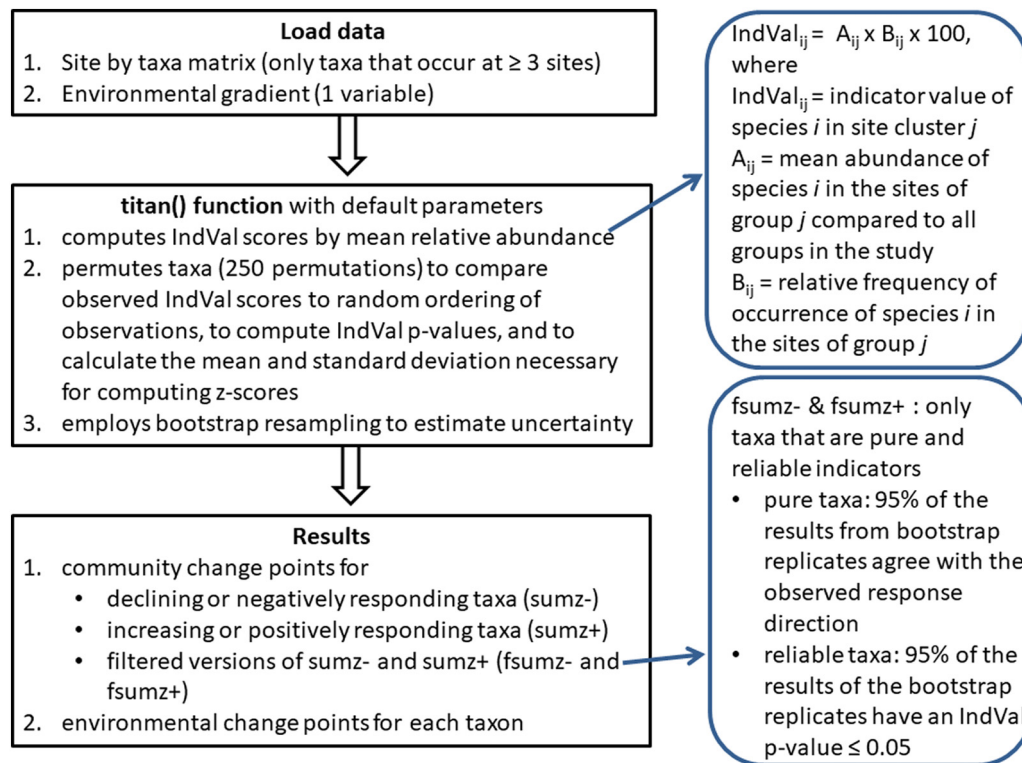 Load data
1. Site by taxa matrix (only taxa that occur at ≥ 3 sites)
2. Environmental gradient (1 variable)
titan() function with default parameters
1. computes IndVal scores by mean relative abundance
2. permutes taxa (250 permutations) to compare
observed IndVal scores to random ordering of
observations, to compute IndVal p-values, and to
calculate the mean and standard deviation necessary
for computing z-scores
3. employs bootstrap resampling to estimate uncertainty
Results
1. community change points for
• declining or negatively responding taxa (sumz-)
• increasing or positively responding taxa (sumz+)
• filtered versions of sumz- and sumz+ (fsumz- and
fsumz+)
2. environmental change points for each taxon
IndVal_ij = A_ij x B_ij x 100,
where
IndVal_ij = indicator value of
species i in site cluster j
A_ij = mean abundance of
species i in the sites of
group j compared to all
groups in the study
B_ij = relative frequency of
occurrence of species i in
the sites of group j
fsumz- & fsumz+ : only
taxa that are pure and
reliable indicators
• pure taxa: 95% of the
results from bootstrap
replicates agree with the
observed response
direction
• reliable taxa: 95% of the
results of the bootstrap
replicates have an IndVal
p-value ≤ 0.05